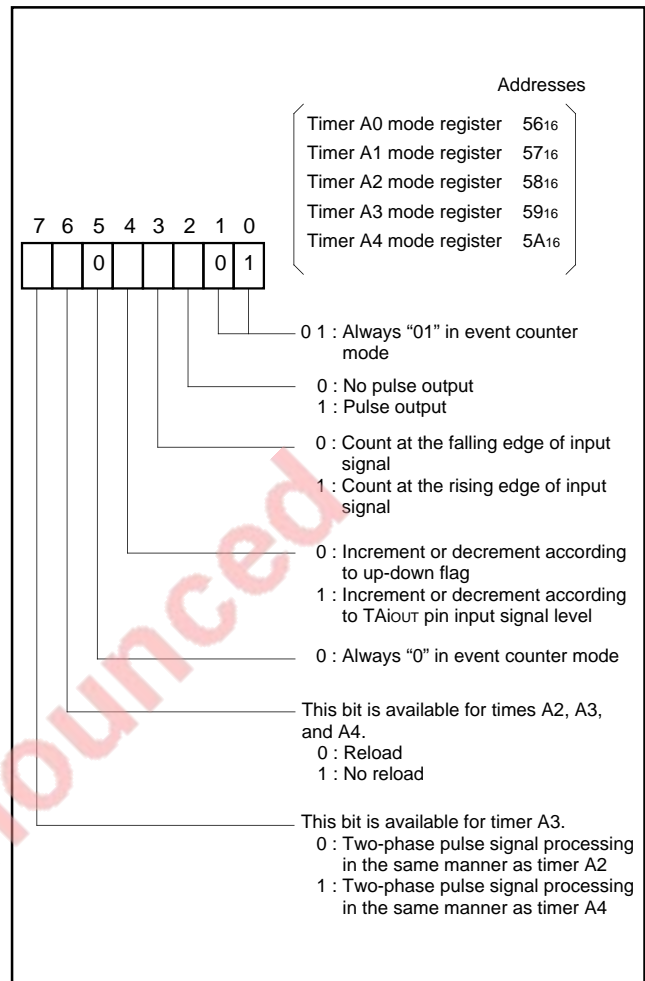 Addresses
Timer A0 mode register 5616
Timer A1 mode register 5716
Timer A2 mode register 5816
Timer A3 mode register 5916
Timer A4 mode register 5A16
7 6 5 4 3 2 1 0
0 0 1
0 1 : Always “01” in event counter
mode
0 : No pulse output
1 : Pulse output
0 : Count at the falling edge of input
signal
1 : Count at the rising edge of input
signal
0 : Increment or decrement according
to up-down flag
1 : Increment or decrement according
to TAiOUT pin input signal level
0 : Always “0” in event counter mode
This bit is available for times A2, A3,
and A4.
0 : Reload
1 : No reload
This bit is available for timer A3.
0 : Two-phase pulse signal processing
in the same manner as timer A2
1 : Two-phase pulse signal processing
in the same manner as timer A4
ounced